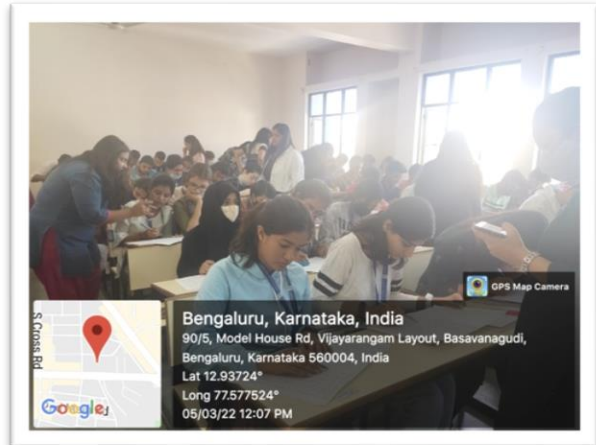 GPS Map Camera
S Cross Rd
Google
Bengaluru, Karnataka, India
90/5, Model House Rd, Vijayarangam Layout, Basavanagudi,
Bengaluru, Karnataka 560004, India
Lat 12.93724°
Long 77.577524°
05/03/22 12:07 PM